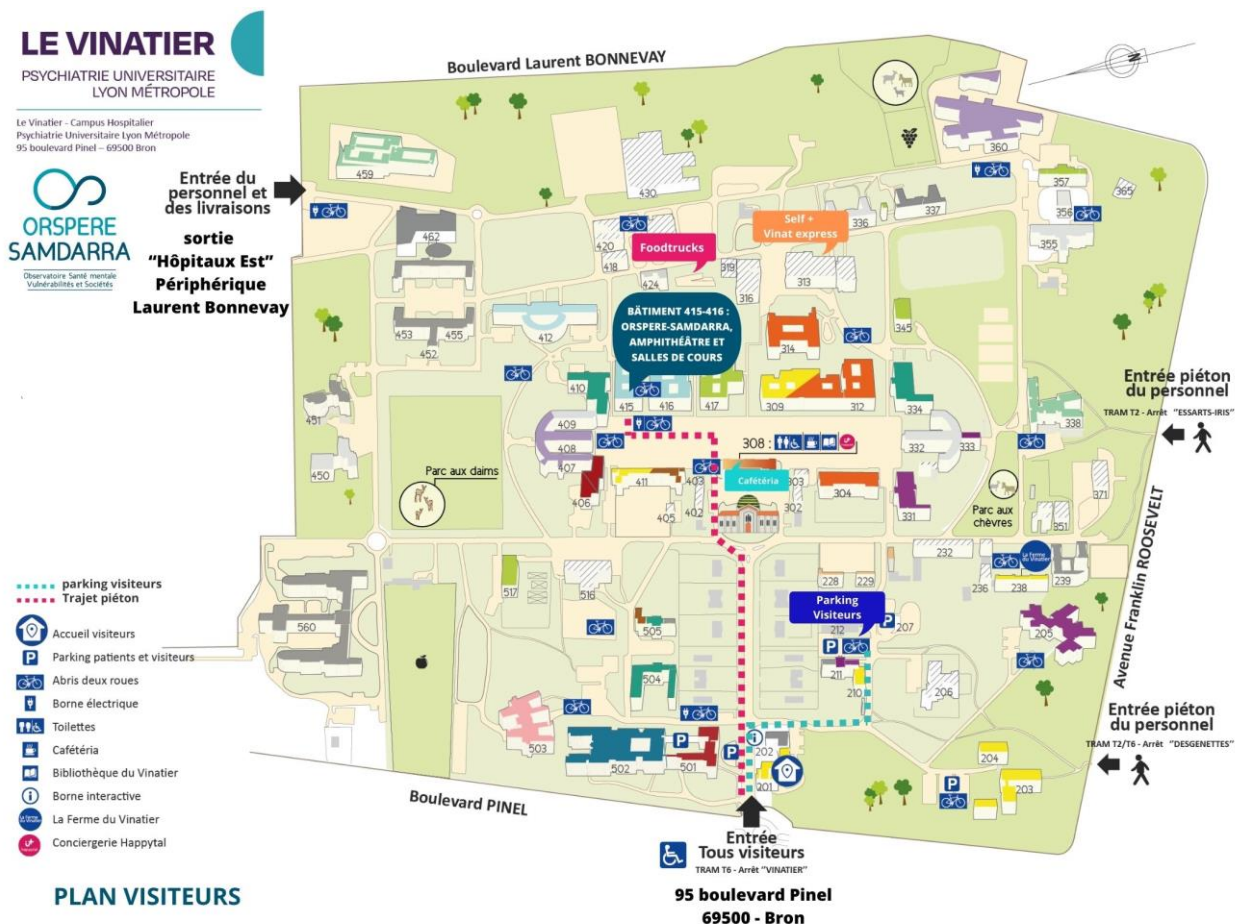 LE VINATIER
PSYCHIATRIE UNIVERSITAIRE
LYON MÉTROPOLE
Le Vinatier - Campus Hospitalier
Psychiatrie Universitaire Lyon Métropole
95 boulevard Pinel – 69500 Bron
ORSPERE
SAMDARRA
Observatoire Santé mentale
Vulnérabilités et Sociétés
Entrée du
personnel et
des livraisons
sortie
"Hôpitaux Est"
Périphérique
Laurent Bonnevay
Boulevard Laurent BONNEVAY
N
459
430
360
357
365
356
355
462
420
418
424
Foodtrucks
Self +
Vinat express
336
337
319
316
313
453
455
452
412
BÂTIMENT 415-416 :
ORSPERE-SAMDARRA,
AMPHITHÉÂTRE ET
SALLES DE COURS
314
345
410
415
416
417
309
312
334
451
450
409
408
407
406
411
403
402
405
308 :
Cafétéria
303
302
304
332
333
331
338
371
351
Parc aux daims
Parc aux
chèvres
Entrée piéton
du personnel
TRAM T2 - Arrêt "ESSARTS-IRIS"
Avenue Franklin ROOSEVELT
232
236
238
239
La Ferme
du Vinatier
228
229
Parking
Visiteurs
212
P
207
P
211
210
206
205
517
516
505
504
560
503
502
501
P
P
202
201
204
203
P
Entrée piéton
du personnel
TRAM T2/T6 - Arrêt "DESGENETTES"
Boulevard PINEL
Entrée
Tous visiteurs
TRAM T6 - Arrêt "VINATIER"
95 boulevard Pinel
69500 - Bron
parking visiteurs
Trajet piéton
Accueil visiteurs
P Parking patients et visiteurs
Abris deux roues
Borne électrique
Toilettes
Cafétéria
Bibliothèque du Vinatier
i Borne interactive
La Ferme du Vinatier
Conciergerie Happytal
PLAN VISITEURS